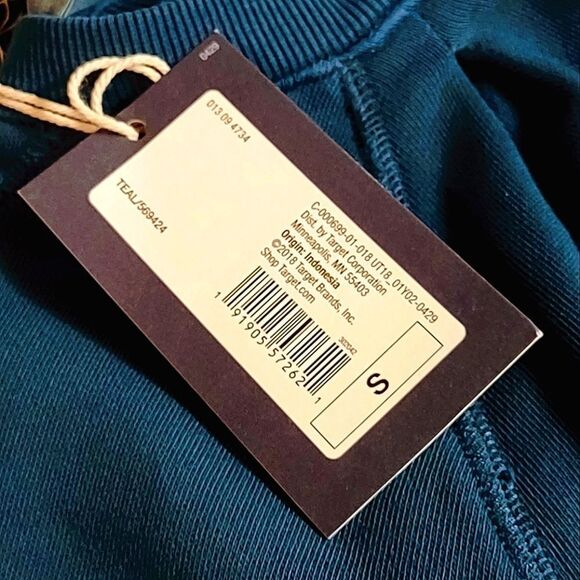 0429
013 09 4734
TEAL/569424
C-000699-01-018 UT18_01Y02-0429
Dist. by Target Corporation
Minneapolis, MN 55403
Origin: Indonesia
©2018 Target Brands, Inc.
Shop Target.com
302042
1 91905 57262 1
S